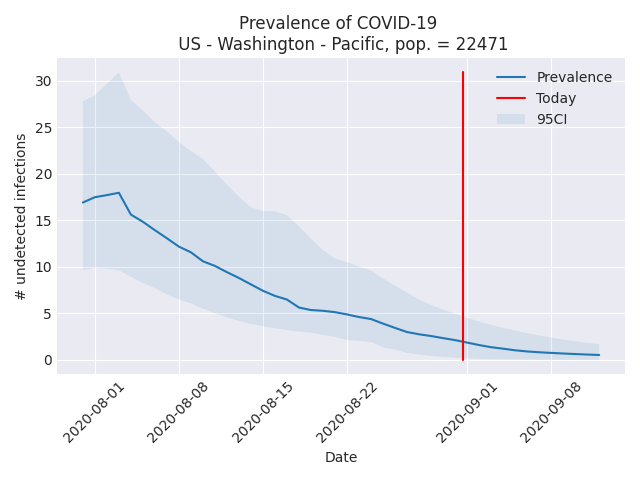 Prevalence of COVID-19
US - Washington - Pacific, pop. = 22471
Prevalence
Today
95CI
# undetected infections
30
25
20
15
10
5
0
2020-08-01
2020-08-08
2020-08-15
2020-08-22
2020-09-01
2020-09-08
Date